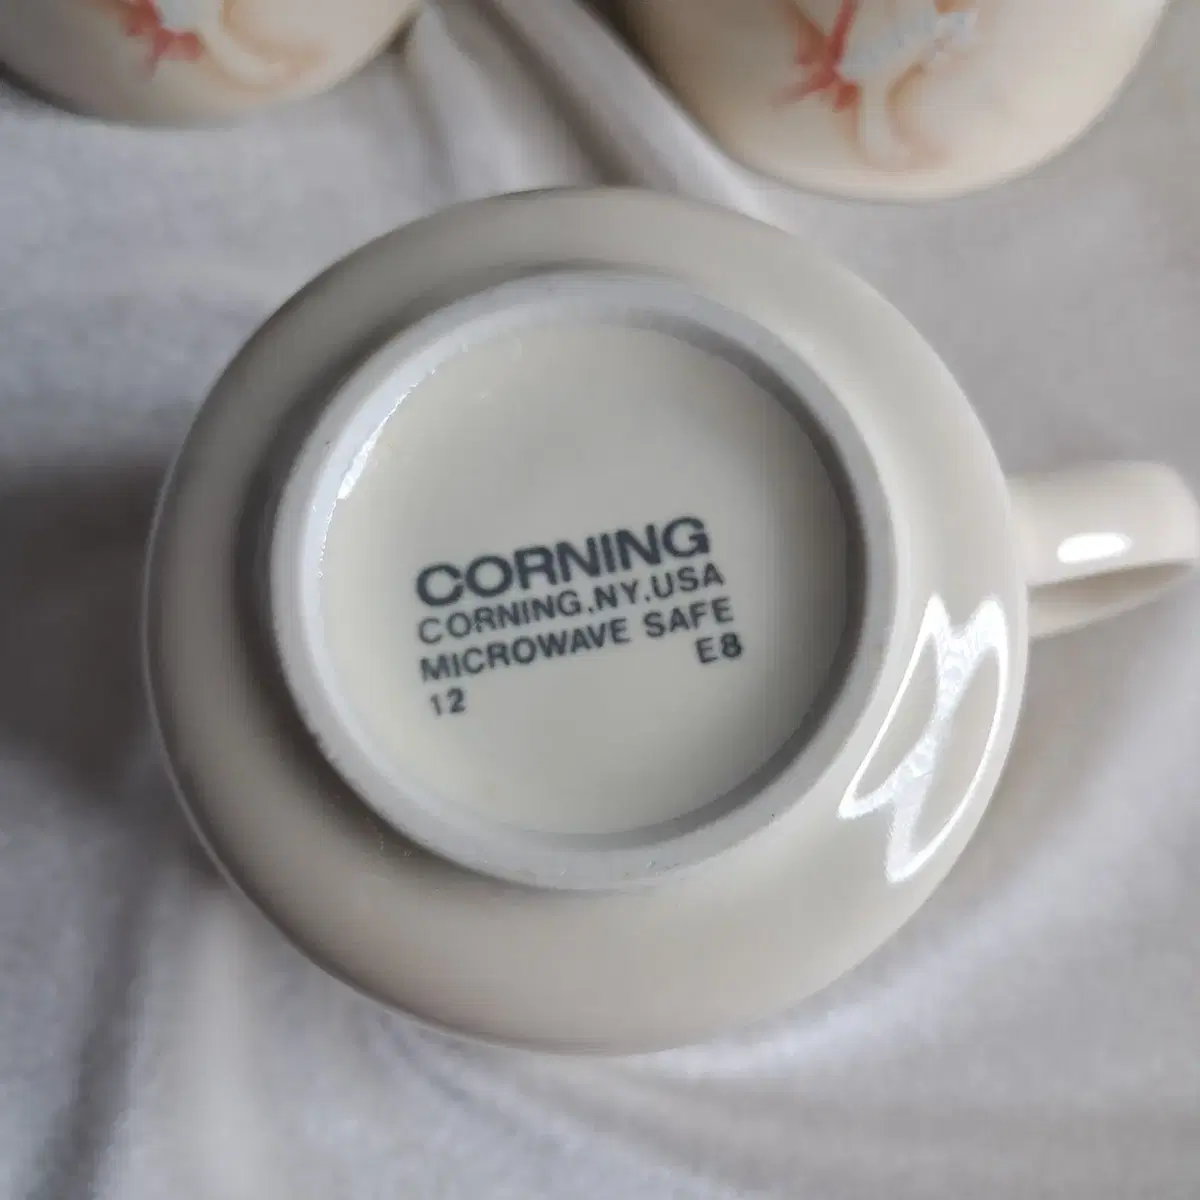 CORNING
CORNING.NY.USA
MICROWAVE SAFE
12 E8